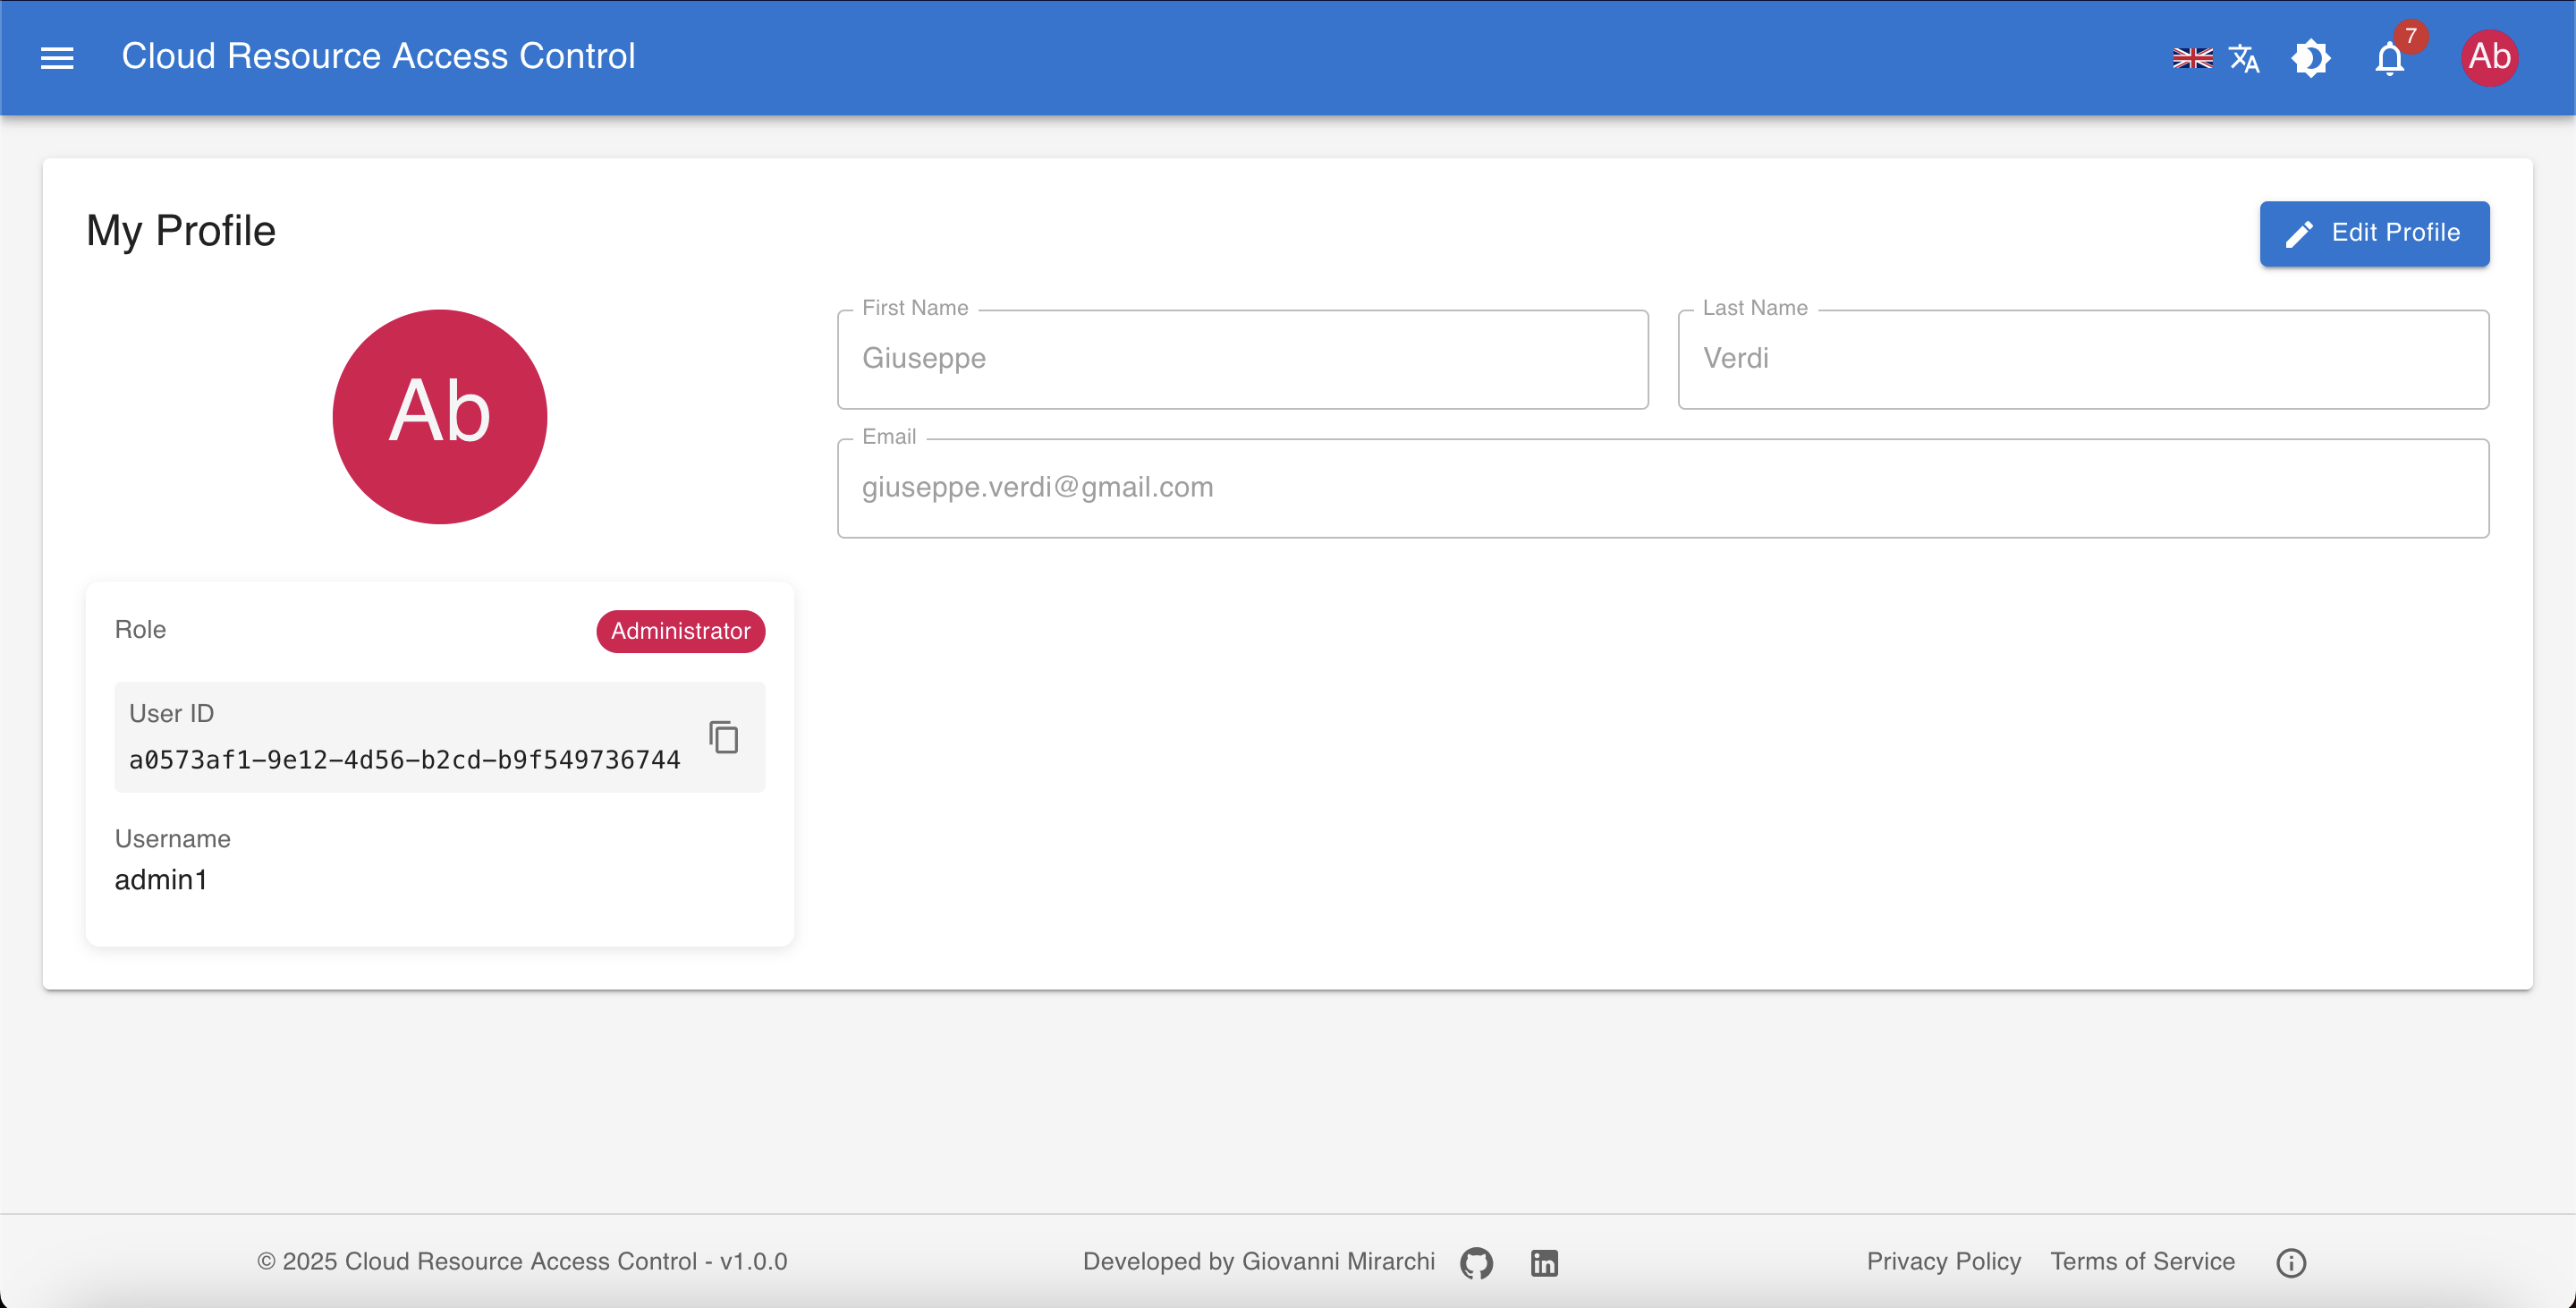 Cloud Resource Access Control
7
Ab
My Profile
Edit Profile
Ab
First Name
Giuseppe
Last Name
Verdi
Email
giuseppe.verdi@gmail.com
Role
Administrator
User ID
a0573af1-9e12-4d56-b2cd-b9f549736744
Username
admin1
© 2025 Cloud Resource Access Control - v1.0.0
Developed by Giovanni Mirarchi
Privacy Policy
Terms of Service